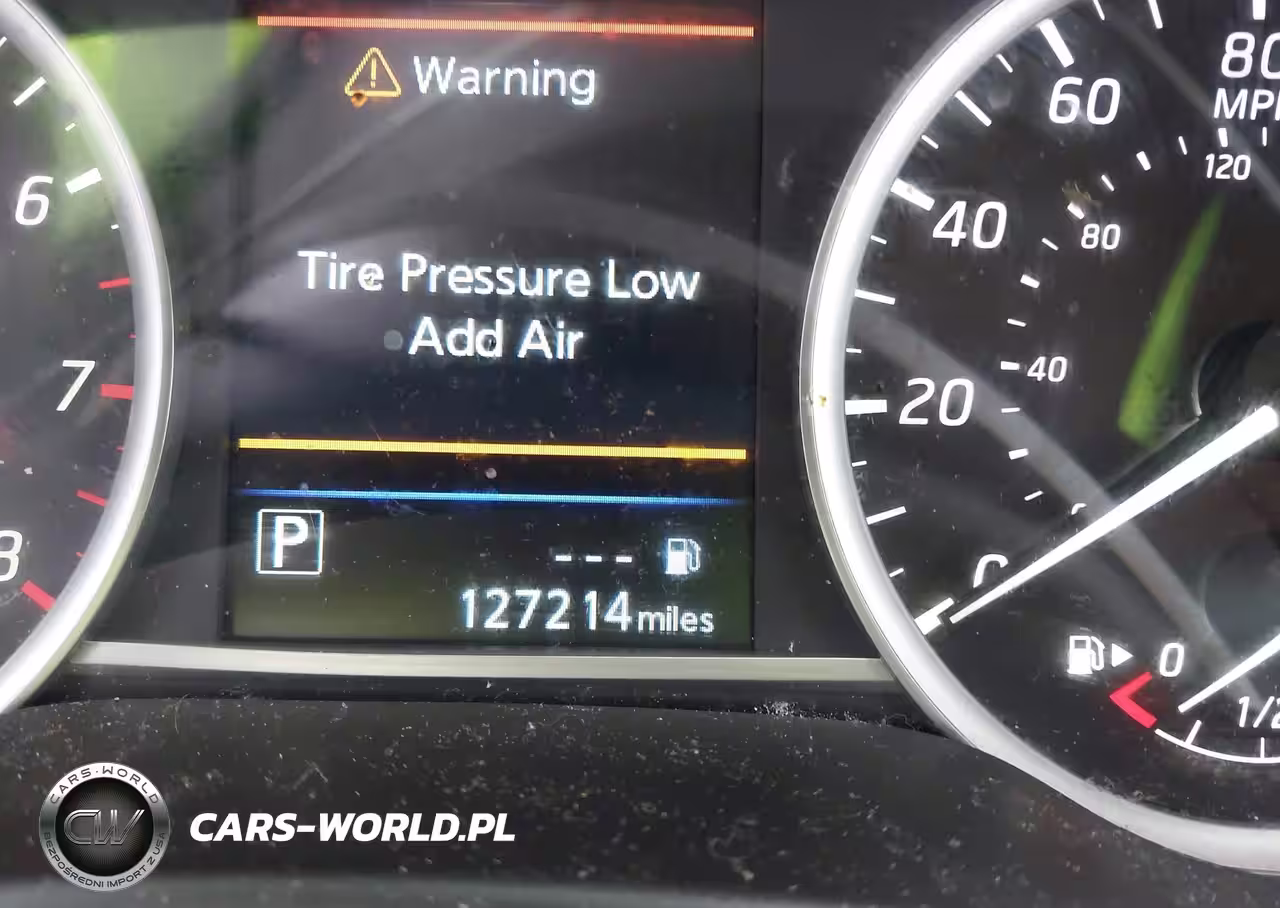 Warning
Tire Pressure Low
Add Air
P
---
127214 miles
6
7
8
80
MPH
60
120
40
80
20
40
0
0
1/2
CARS-WORLD
CW
BEZPOŚREDNI IMPORT Z USA
CARS-WORLD.PL